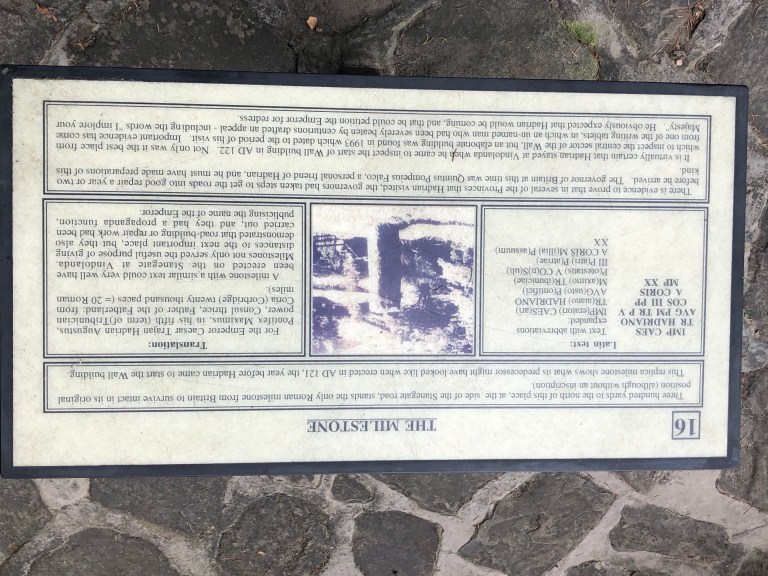 16
THE MILESTONE
Three hundred yards to the north of this place, at the side of the Stanegate road, stands the only Roman milestone from Britain to survive intact in its original
position (although without an inscription).
This replica milestone shows what its predecessor might have looked like when erected in AD 121, the year before Hadrian came to start the Wall building.
Latin text:
IMP CAES
TR HADRIANO
AVG PM TR P V
COS III PP
A CORIS
MP XX
Text with abbreviations
expanded:
IMP(eratori) CAES(ari)
TR(aiano) HADRIANO
AVG(usto) P(ontifici)
M(axumo) TR(ibuniciae)
P(otestatis) V CO(n)S(uli)
III P(atri) P(atriae)
A CORIS M(illia) P(assuum)
XX
Translation:
For the Emperor Caesar Trajan Hadrian Augustus,
Pontifex Maximus, in his fifth (term of)Tribunician
power, Consul thrice, Father of the Fatherland: from
Coria (Corbridge) twenty thousand paces (= 20 Roman
miles).
A milestone with a similar text could very well have
been erected on the Stanegate at Vindolanda.
Milestones not only served the useful purpose of giving
distances to the next important place, but they also
demonstrated that road-building or repair work had been
carried out, and they had a propaganda function,
publicising the name of the Emperor.
There is evidence to prove that in several of the Provinces that Hadrian visited, the governors had taken steps to get the roads into good repair a year or two
before he arrived. The governor of Britain at this time was Quintus Pompeius Falco, a personal friend of Hadrian, and he must have made preparations of this
kind.
It is virtually certain that Hadrian stayed at Vindolanda when he came to inspect the start of Wall building in AD 122. Not only was it the best place from
which to inspect the central sector of the Wall, but an elaborate building was found in 1993 which dated to the period of his visit. Important evidence has come
from one of the writing tablets, in which an un-named man who had been severely beaten by centurions drafted an appeal - including the words "I implore your
Majesty". He obviously expected that Hadrian would be coming, and that he could petition the Emperor for redress.